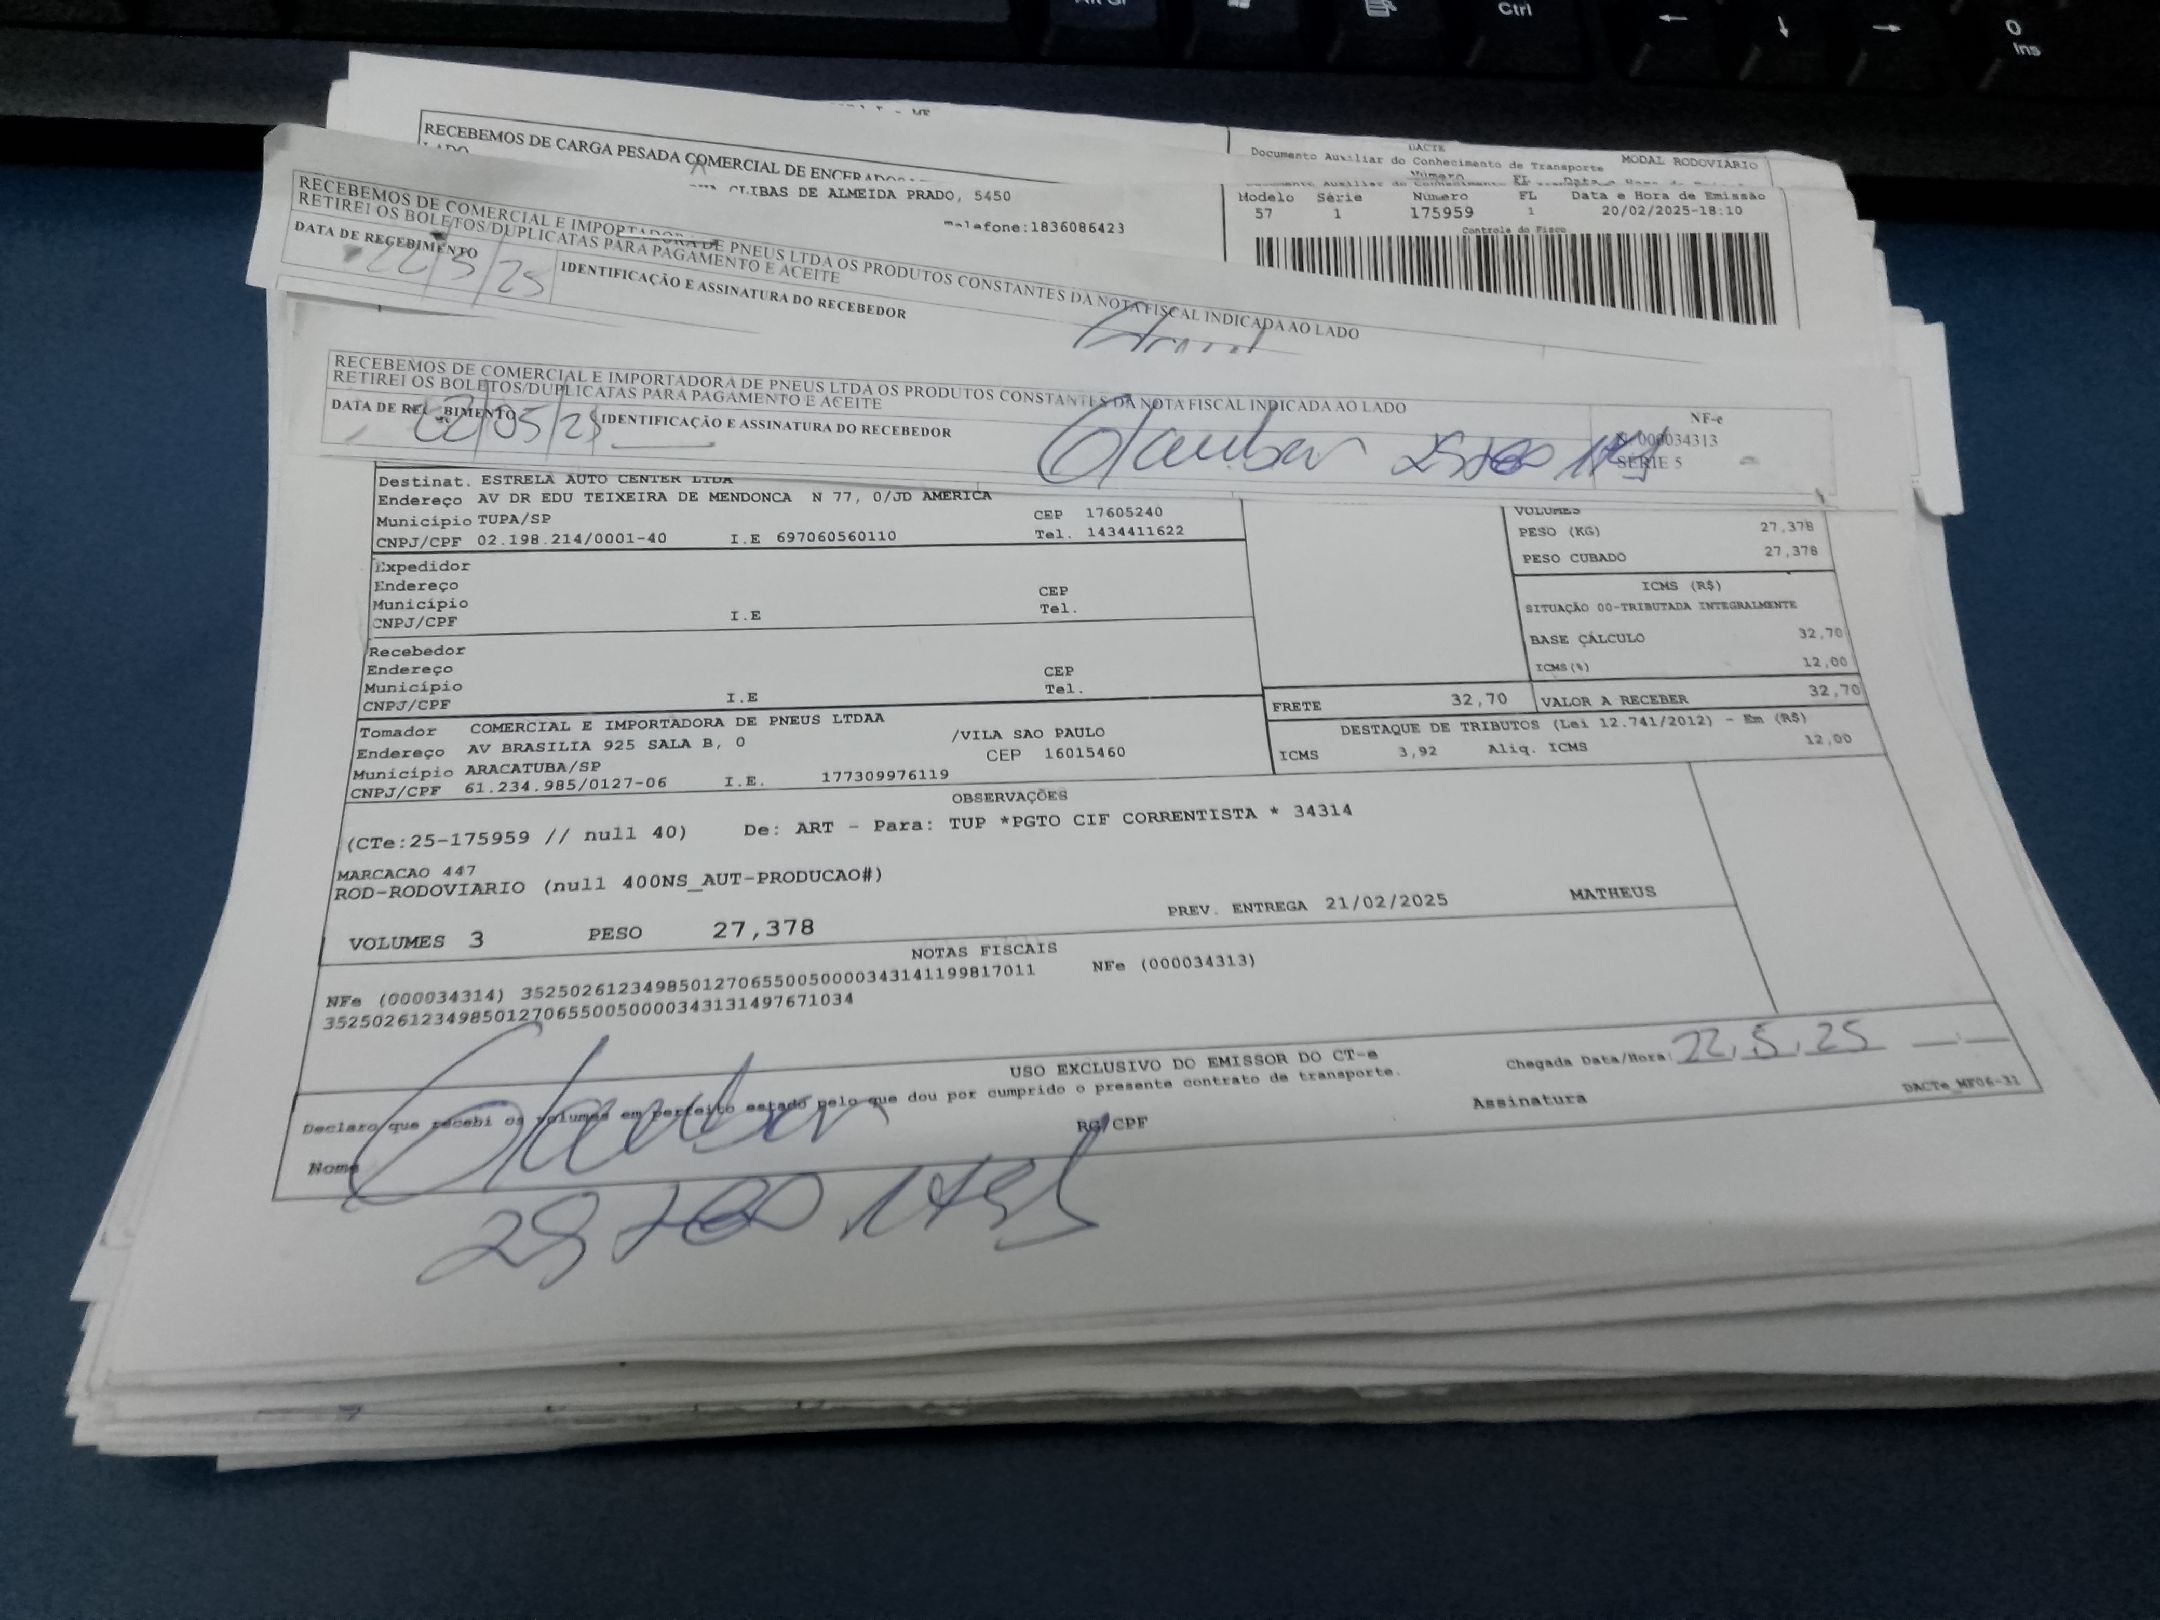 Ctrl
0
Ins
RECEBEMOS DE CARGA PESADA COMERCIAL DE
DACTE
Documento Auxiliar do Conhecimento de Transporte MODAL RODOVIARIO
CLIBAS DE ALMEIDA PRADO, 5450
Modelo Série Número FL Data e Hora de Emissão
57 1 175959 1 20/02/2025-18:10
Controle do Fisco
Telefone:1836086423
RECEBEMOS DE COMERCIAL E IMPORTADORA DE PNEUS LTDA OS PRODUTOS CONSTANTES DA NOTA FISCAL INDICADA AO LADO
RETIREI OS BOLETOS/DUPLICATAS PARA PAGAMENTO E ACEITE
DATA DE RECEBIMENTO IDENTIFICAÇÃO E ASSINATURA DO RECEBEDOR
22/5/25
RECEBEMOS DE COMERCIAL E IMPORTADORA DE PNEUS LTDA OS PRODUTOS CONSTANTES DA NOTA FISCAL INDICADA AO LADO
RETIREI OS BOLETOS/DUPLICATAS PARA PAGAMENTO E ACEITE
DATA DE RECEBIMENTO IDENTIFICAÇÃO E ASSINATURA DO RECEBEDOR
Glauber
NF-e
N. 000034313
SÉRIE 5
Destinat. ESTRELA AUTO CENTER LTDA
Endereço AV DR EDU TEIXEIRA DE MENDONCA N 77, 0/JD AMERICA
Município TUPA/SP CEP 17605240
CNPJ/CPF 02.198.214/0001-40 I.E 697060560110 Tel. 1434411622
VOLUMES
PESO (KG) 27,378
PESO CUBADO 27,378
Expedidor
Endereço CEP
Município Tel.
CNPJ/CPF I.E
ICMS (R$)
SITUAÇÃO 00-TRIBUTADA INTEGRALMENTE
BASE ÇÁLCULO 32,70
ICMS(%) 12,00
Recebedor
Endereço CEP
Município Tel.
CNPJ/CPF I.E
FRETE 32,70 VALOR A RECEBER 32,70
Tomador COMERCIAL E IMPORTADORA DE PNEUS LTDAA
Endereço AV BRASILIA 925 SALA B, 0 /VILA SAO PAULO
Município ARACATUBA/SP CEP 16015460
CNPJ/CPF 61.234.985/0127-06 I.E. 177309976119
DESTAQUE DE TRIBUTOS (Lei 12.741/2012) - Em (R$)
ICMS 3,92 Aliq. ICMS 12,00
OBSERVAÇÕES
(CTe:25-175959 // null 40) De: ART - Para: TUP *PGTO CIF CORRENTISTA * 34314
MARCACAO 447
ROD-RODOVIARIO (null 400NS_AUT-PRODUCAO#)
PREV. ENTREGA 21/02/2025 MATHEUS
VOLUMES 3 PESO 27,378
NOTAS FISCAIS
NFe (000034314) 35250261234985012706550050000343141199817011 NFe (000034313)
35250261234985012706550050000343131497671034
USO EXCLUSIVO DO EMISSOR DO CT-e
Chegada Data/Hora: 22,5,25
Declaro que recebi os volumes em perfeito estado pelo que dou por cumprido o presente contrato de transporte.
Nome RG/CPF Assinatura DACTe_MF06-31
Glauber